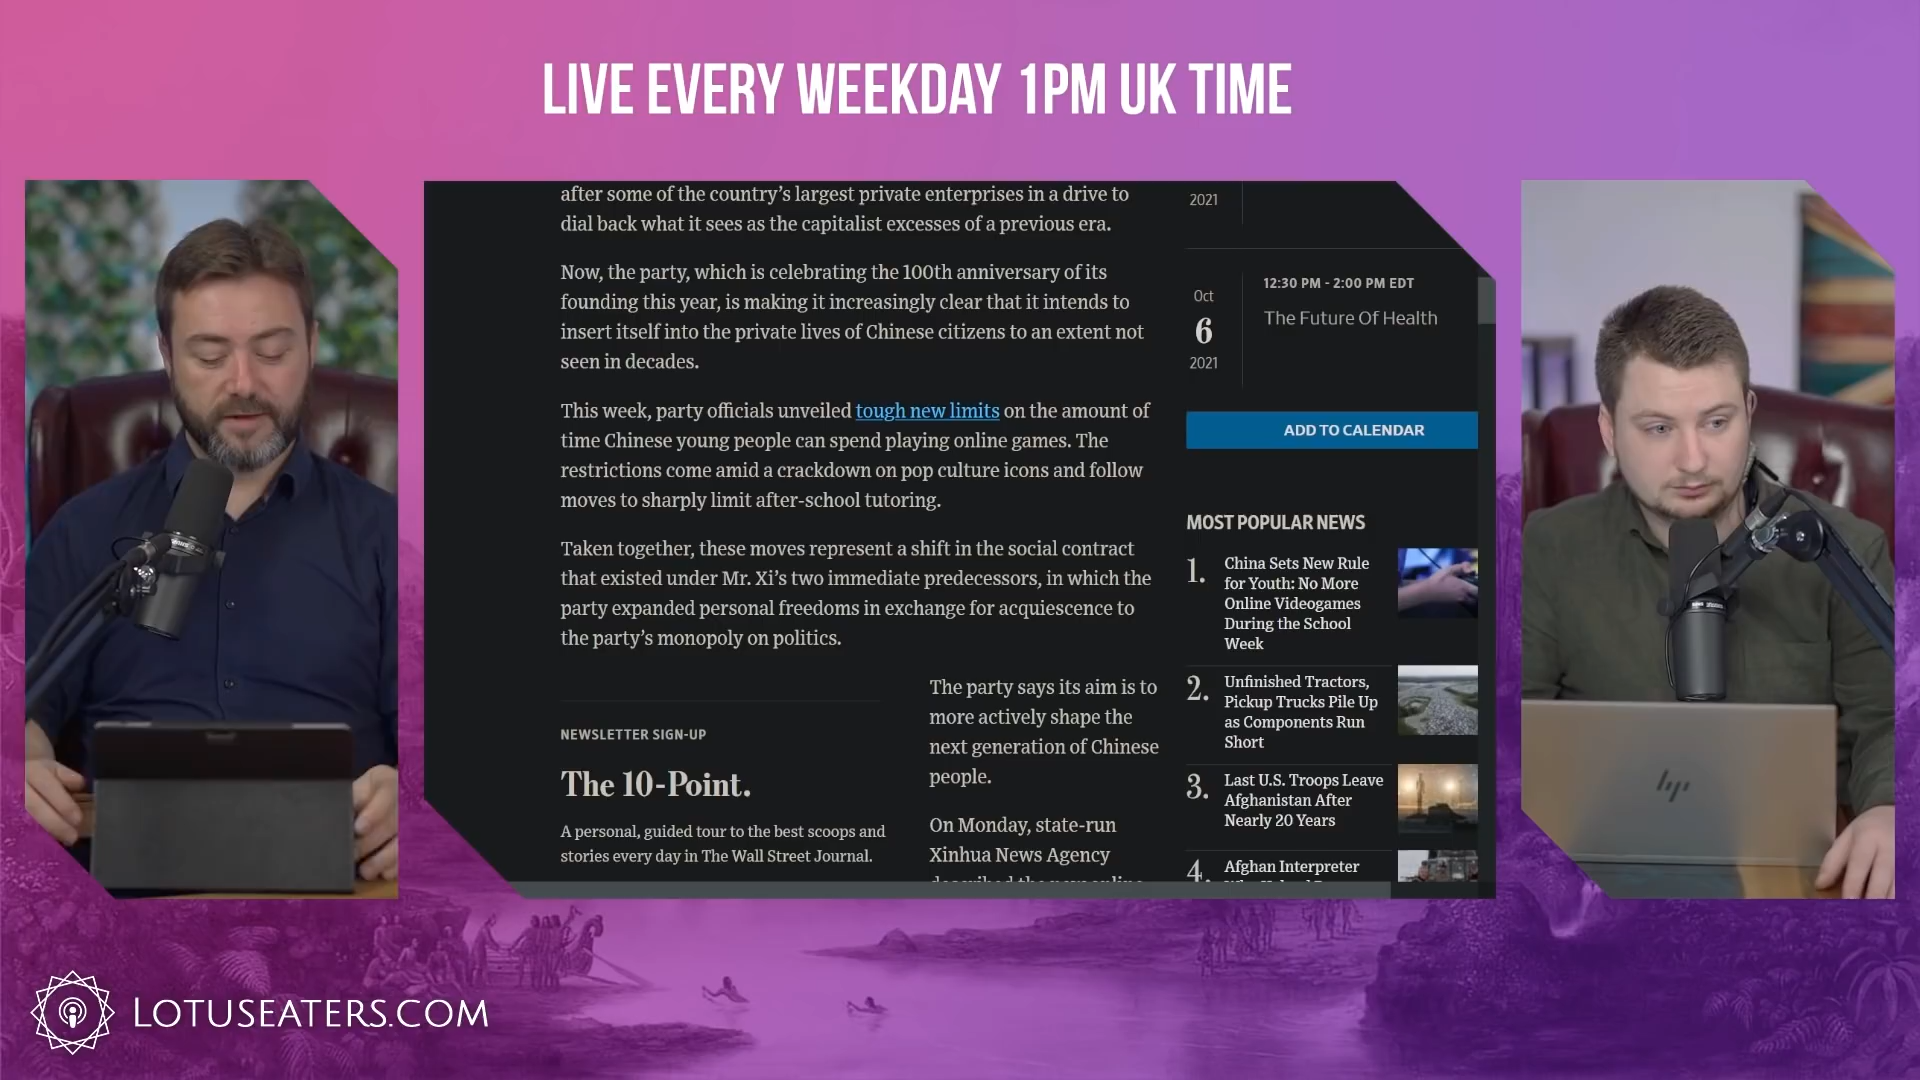 LIVE EVERY WEEKDAY 1PM UK TIME
after some of the country's largest private enterprises in a drive to
dial back what it sees as the capitalist excesses of a previous era.
Now, the party, which is celebrating the 100th anniversary of its
founding this year, is making it increasingly clear that it intends to
insert itself into the private lives of Chinese citizens to an extent not
seen in decades.
This week, party officials unveiled tough new limits on the amount of
time Chinese young people can spend playing online games. The
restrictions come amid a crackdown on pop culture icons and follow
moves to sharply limit after-school tutoring.
Taken together, these moves represent a shift in the social contract
that existed under Mr. Xi's two immediate predecessors, in which the
party expanded personal freedoms in exchange for acquiescence to
the party's monopoly on politics.
NEWSLETTER SIGN-UP
The 10-Point.
A personal, guided tour to the best scoops and
stories every day in The Wall Street Journal.
The party says its aim is to
more actively shape the
next generation of Chinese
people.
On Monday, state-run
Xinhua News Agency
2021
Oct
6
2021
12:30 PM - 2:00 PM EDT
The Future Of Health
ADD TO CALENDAR
MOST POPULAR NEWS
1.
China Sets New Rule
for Youth: No More
Online Videogames
During the School
Week
2.
Unfinished Tractors,
Pickup Trucks Pile Up
as Components Run
Short
3.
Last U.S. Troops Leave
Afghanistan After
Nearly 20 Years
4.
Afghan Interpreter
hp
LOTUSEATERS.COM